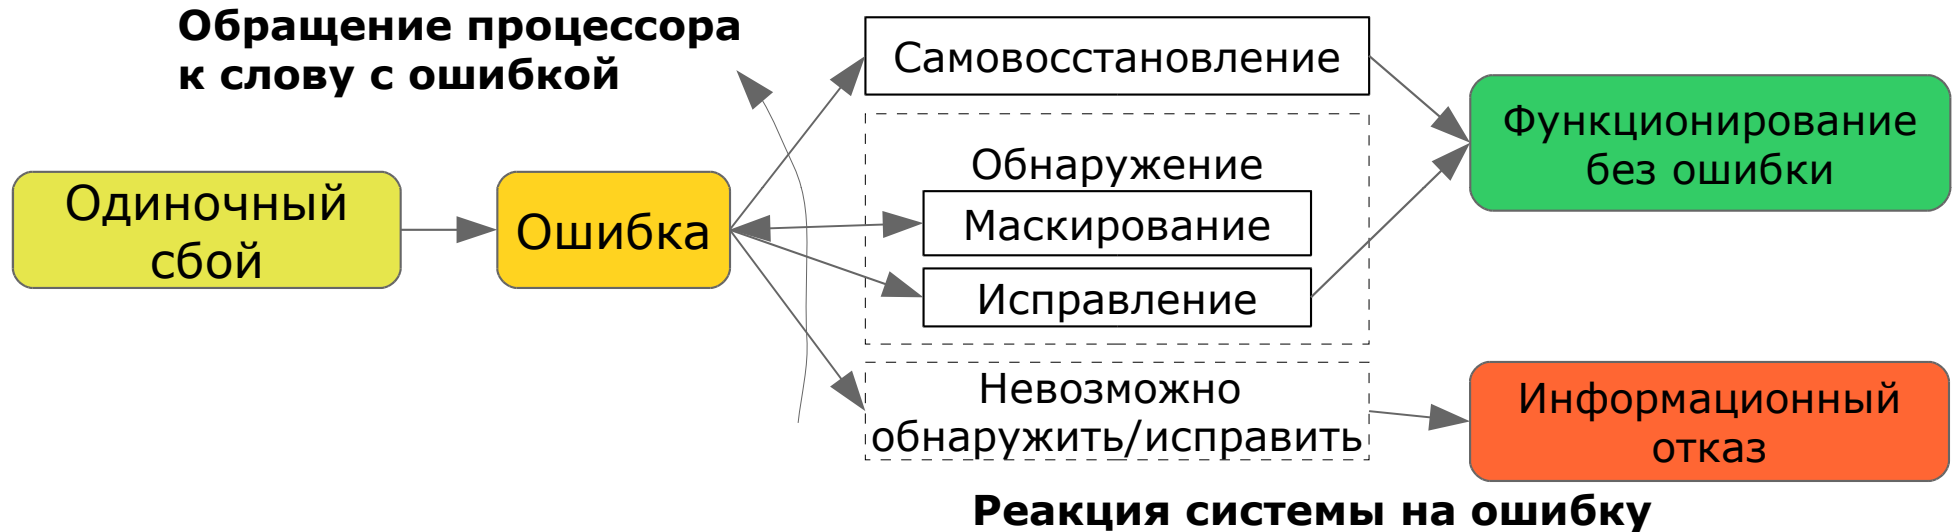 Обращение процессора
к слову с ошибкой
Одиночный
сбой
Ошибка
Самовосстановление
Обнаружение
Маскирование
Исправление
Невозможно
обнаружить/исправить
Функционирование
без ошибки
Информационный
отказ
Реакция системы на ошибку